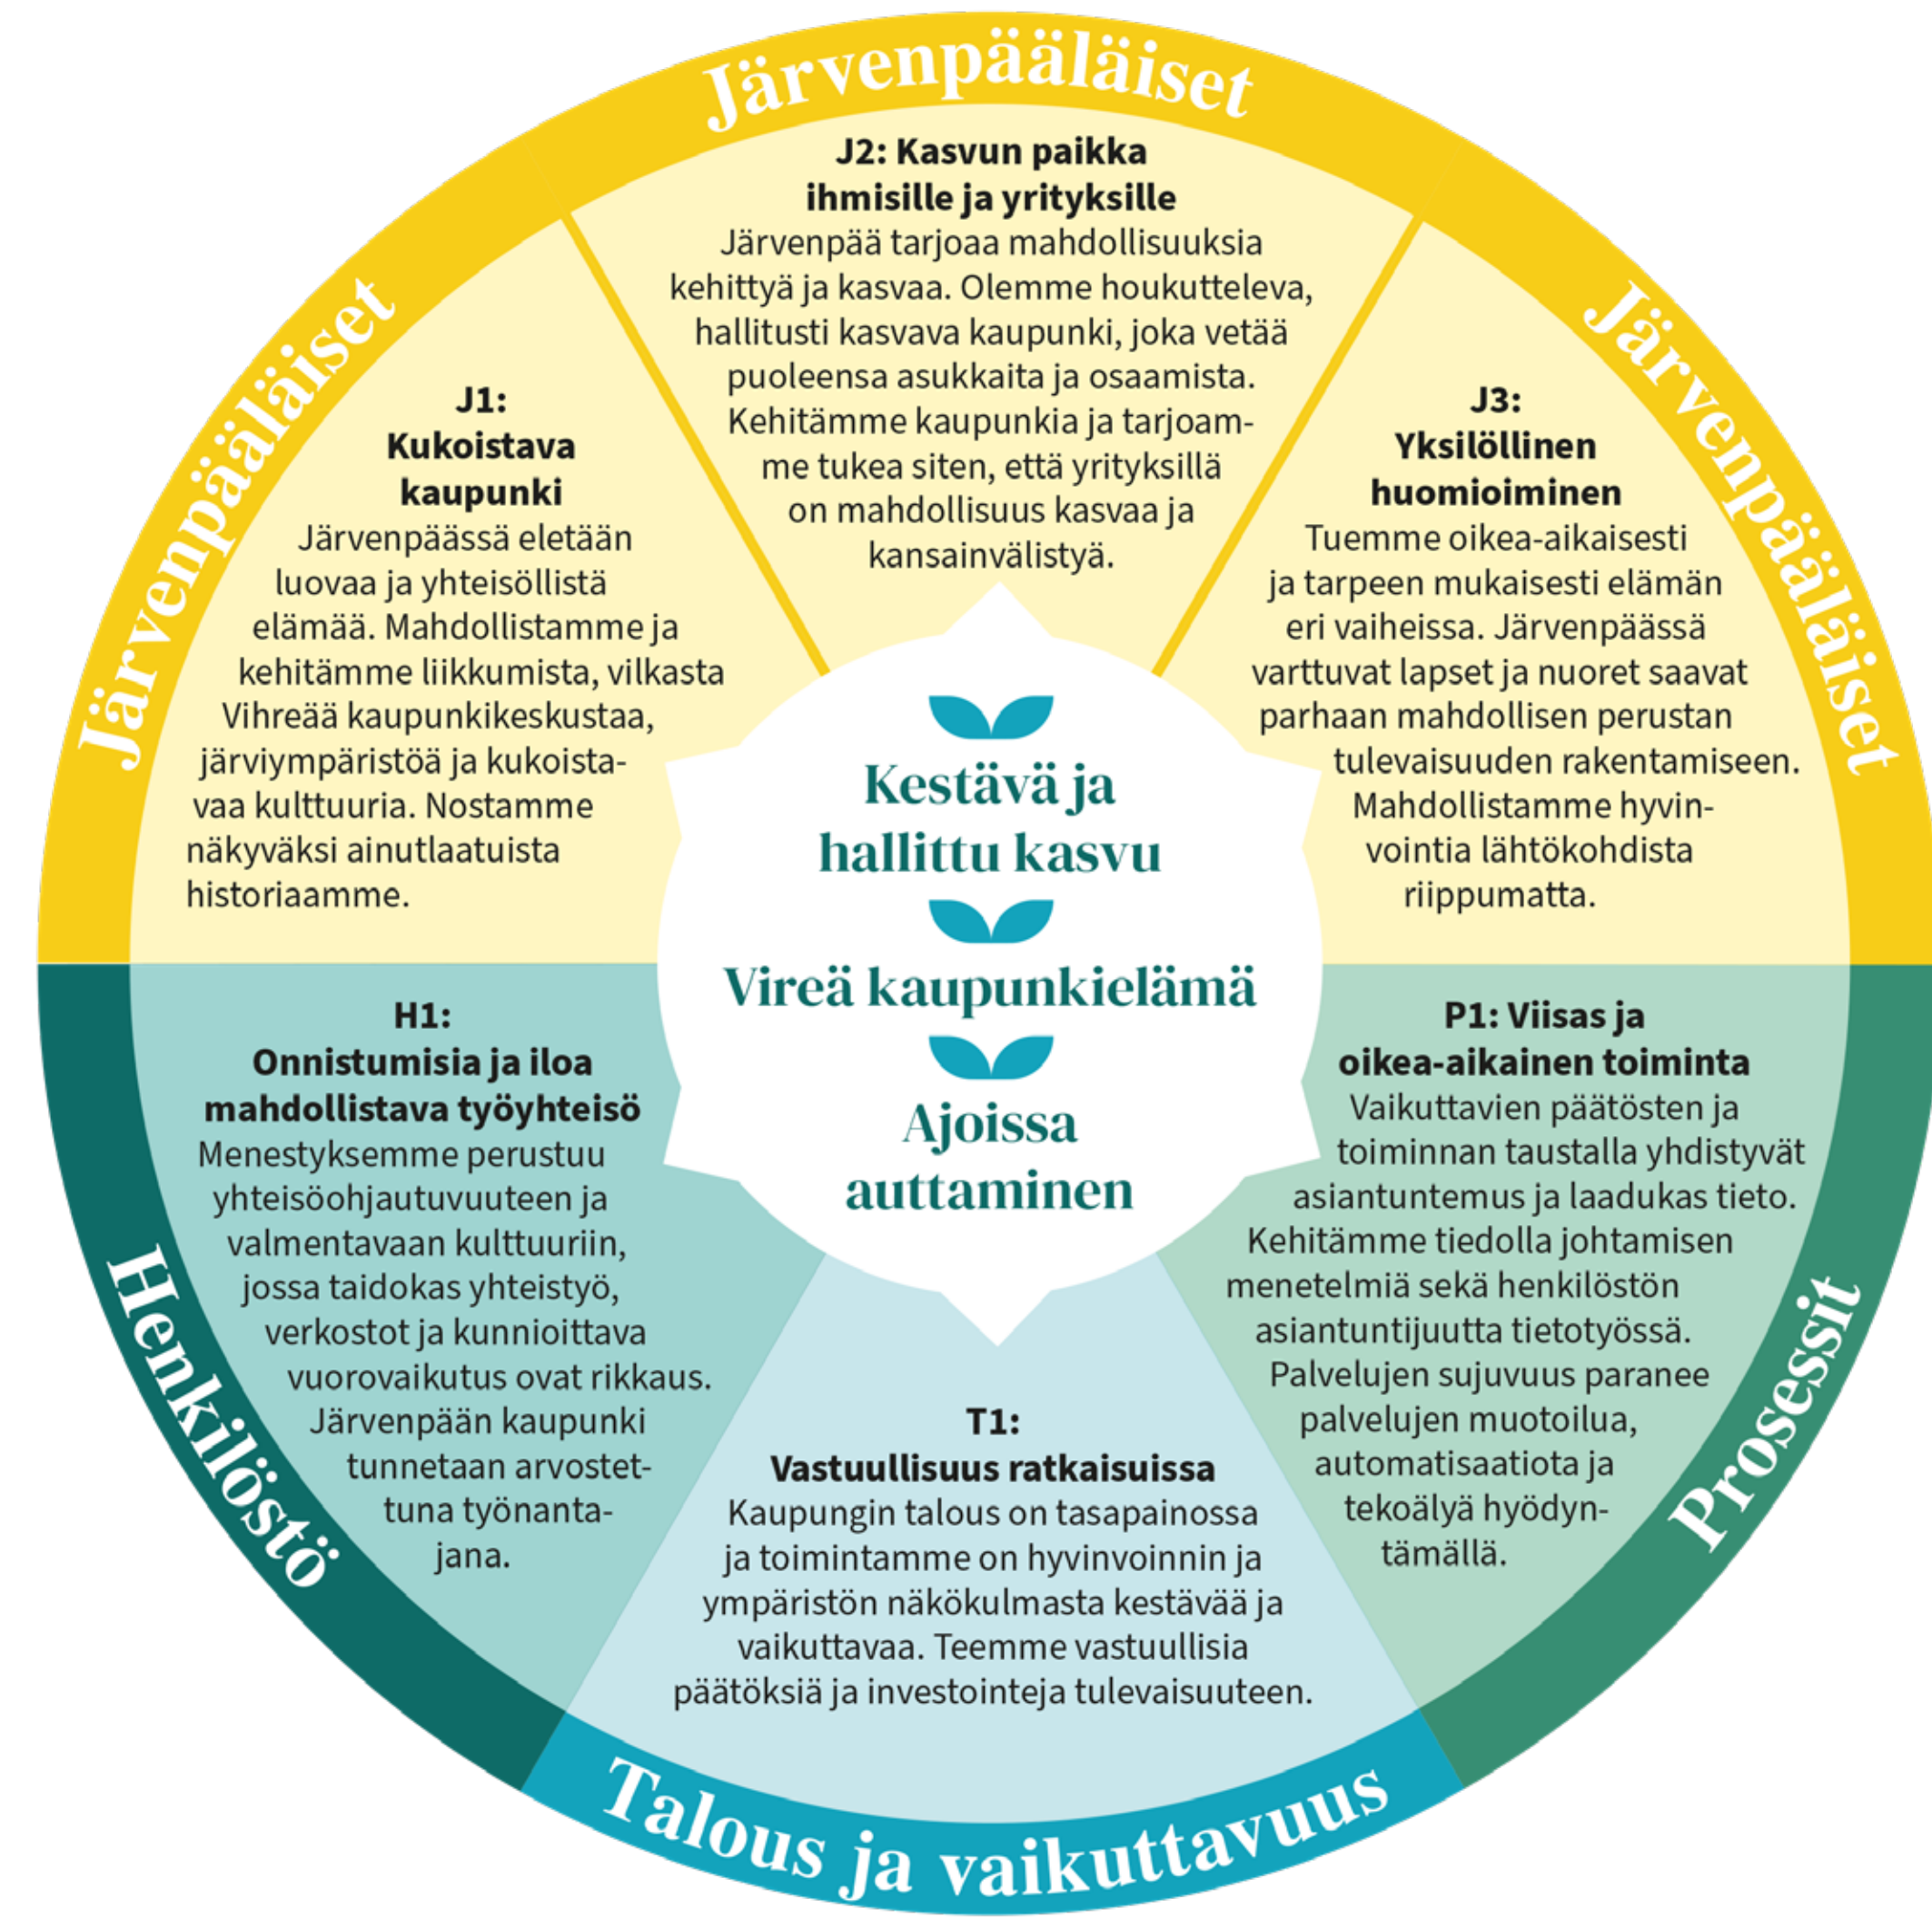 Järvenpääläiset
J2: Kasvun paikka
ihmisille ja yrityksille
Järvenpää tarjoaa mahdollisuuksia
kehittyä ja kasvaa. Olemme houkutteleva,
hallitusti kasvava kaupunki, joka vetää
puoleensa asukkaita ja osaamista.
Kehitämme kaupunkia ja tarjoam-
me tukea siten, että yrityksillä
on mahdollisuus kasvaa ja
kansainvälistyä.
Järvenpääläiset
J1:
Kukoistava
kaupunki
Järvenpäässä eletään
luovaa ja yhteisöllistä
elämää. Mahdollistamme ja
kehitämme liikkumista, vilkasta
Vihreää kaupunkikeskustaa,
järviympäristöä ja kukoista-
vaa kulttuuria. Nostamme
näkyväksi ainutlaatuista
historiaamme.
Järvenpääläiset
J3:
Yksilöllinen
huomioiminen
Tuemme oikea-aikaisesti
ja tarpeen mukaisesti elämän
eri vaiheissa. Järvenpäässä
varttuvat lapset ja nuoret saavat
parhaan mahdollisen perustan
tulevaisuuden rakentamiseen.
Mahdollistamme hyvin-
vointia lähtökohdista
riippumatta.
Kestävä ja
hallittu kasvu
Vireä kaupunkielämä
Ajoissa
auttaminen
Henkilöstö
H1:
Onnistumisia ja iloa
mahdollistava työyhteisö
Menestyksemme perustuu
yhteisöohjautuvuuteen ja
valmentavaan kulttuuriin,
jossa taidokas yhteistyö,
verkostot ja kunnioittava
vuorovaikutus ovat rikkaus.
Järvenpään kaupunki
tunnetaan arvostet-
tuna työnanta-
jana.
Prosessit
P1: Viisas ja
oikea-aikainen toiminta
Vaikuttavien päätösten ja
toiminnan taustalla yhdistyvät
asiantuntemus ja laadukas tieto.
Kehitämme tiedolla johtamisen
menetelmiä sekä henkilöstön
asiantuntijuutta tietotyössä.
Palvelujen sujuvuus paranee
palvelujen muotoilua,
automatisaatiota ja
tekoälyä hyödyn-
tämällä.
T1:
Vastuullisuus ratkaisuissa
Kaupungin talous on tasapainossa
ja toimintamme on hyvinvoinnin ja
ympäristön näkökulmasta kestävää ja
vaikuttavaa. Teemme vastuullisia
päätöksiä ja investointeja tulevaisuuteen.
Talous ja vaikuttavuus